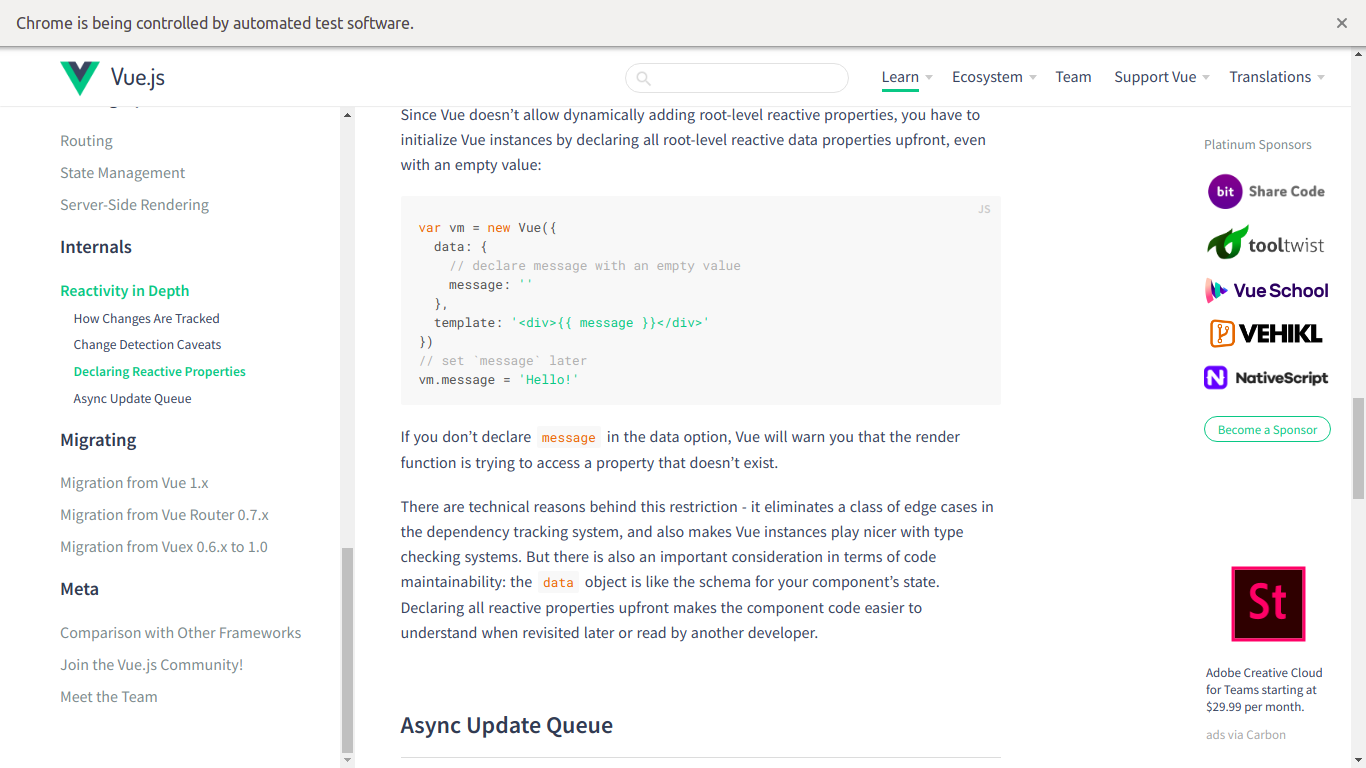 Chrome is being controlled by automated test software.
Vue.js
Learn
Ecosystem
Team
Support Vue
Translations
Routing
State Management
Server-Side Rendering
Internals
Reactivity in Depth
How Changes Are Tracked
Change Detection Caveats
Declaring Reactive Properties
Async Update Queue
Migrating
Migration from Vue 1.x
Migration from Vue Router 0.7.x
Migration from Vuex 0.6.x to 1.0
Meta
Comparison with Other Frameworks
Join the Vue.js Community!
Meet the Team
Since Vue doesn’t allow dynamically adding root-level reactive properties, you have to
initialize Vue instances by declaring all root-level reactive data properties upfront, even
with an empty value:
JS
var vm = new Vue({
  data: {
    // declare message with an empty value
    message: ''
  },
  template: '<div>{{ message }}</div>'
})
// set `message` later
vm.message = 'Hello!'
If you don’t declare message in the data option, Vue will warn you that the render
function is trying to access a property that doesn’t exist.
There are technical reasons behind this restriction - it eliminates a class of edge cases in
the dependency tracking system, and also makes Vue instances play nicer with type
checking systems. But there is also an important consideration in terms of code
maintainability: the data object is like the schema for your component’s state.
Declaring all reactive properties upfront makes the component code easier to
understand when revisited later or read by another developer.
Async Update Queue
Platinum Sponsors
bit Share Code
tooltwist
Vue School
VEHIKL
NativeScript
Become a Sponsor
St
Adobe Creative Cloud
for Teams starting at
$29.99 per month.
ads via Carbon